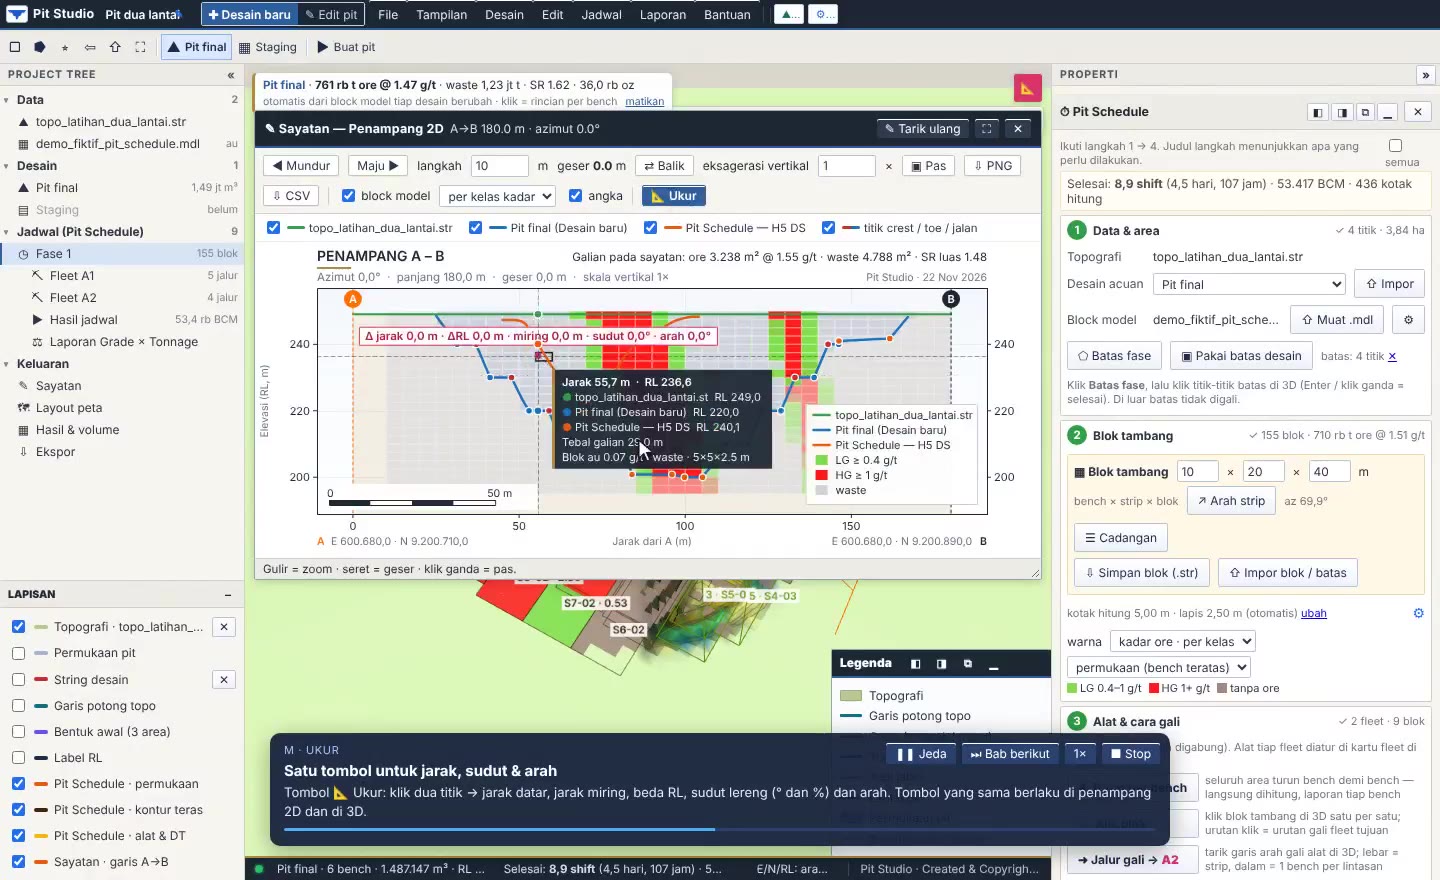 Pit Studio Pit dua lantai
✚ Desain baru ✎ Edit pit File Tampilan Desain Edit Jadwal Laporan Bantuan ▲... ⚙...
▲ Pit final ▦ Staging ▶ Buat pit
PROJECT TREE «
Data 2
topo_latihan_dua_lantai.str
demo_fiktif_pit_schedule.mdl au
Desain 1
Pit final 1,49 jt m³
Staging belum
Jadwal (Pit Schedule) 9
Fase 1 155 blok
Fleet A1 5 jalur
Fleet A2 4 jalur
Hasil jadwal 53,4 rb BCM
Laporan Grade × Tonnage
Keluaran
Sayatan
Layout peta
Hasil & volume
Ekspor
LAPISAN −
Topografi · topo_latihan_... ✕
Permukaan pit
String desain ✕
Garis potong topo
Bentuk awal (3 area)
Label RL
Pit Schedule · permukaan
Pit Schedule · kontur teras
Pit Schedule · alat & DT
Sayatan · garis A→B
Pit final · 761 rb t ore @ 1.47 g/t · waste 1,23 jt t · SR 1.62 · 36,0 rb oz
otomatis dari block model tiap desain berubah · klik = rincian per bench matikan
✎ Sayatan — Penampang 2D A→B 180.0 m · azimut 0.0° ✎ Tarik ulang ⛶ ✕
◀ Mundur Maju ▶ langkah 10 m geser 0.0 m ⇄ Balik eksagerasi vertikal 1 × ▣ Pas ⇩ PNG
⇩ CSV block model per kelas kadar angka 📐 Ukur
topo_latihan_dua_lantai.str Pit final (Desain baru) Pit Schedule — H5 DS titik crest / toe / jalan
PENAMPANG A – B Galian pada sayatan: ore 3.238 m² @ 1.55 g/t · waste 4.788 m² · SR luas 1.48
Azimut 0,0° · panjang 180,0 m · geser 0,0 m · skala vertikal 1× Pit Studio · 22 Nov 2026
A B
Δ jarak 0,0 m · ΔRL 0,0 m · miring 0,0 m · sudut 0,0° · arah 0,0°
Elevasi (RL, m)
240 240
220 220
200 200
Jarak 55,7 m · RL 236,6
topo_latihan_dua_lantai.st RL 249,0
Pit final (Desain baru) RL 220,0
Pit Schedule — H5 DS RL 240,1
Tebal galian 29,0 m
Blok au 0.07 g/t · waste · 5×5×2.5 m
topo_latihan_dua_lantai.str
Pit final (Desain baru)
Pit Schedule — H5 DS
LG ≥ 0.4 g/t
HG ≥ 1 g/t
waste
0 50 m
0 50 100 150
A E 600.680,0 · N 9.200.710,0 Jarak dari A (m) E 600.680,0 · N 9.200.890,0 B
Gulir = zoom · seret = geser · klik ganda = pas.
S7-02 · 0.53
3 · S5-0 5 · S4-03
S6-02
Legenda
Topografi
Garis potong topo
M · UKUR
❚❚ Jeda ⏭ Bab berikut 1× ■ Stop
Satu tombol untuk jarak, sudut & arah
Tombol 📐 Ukur: klik dua titik → jarak datar, jarak miring, beda RL, sudut lereng (° dan %) dan arah. Tombol yang sama berlaku di penampang
2D dan di 3D.
Pit final · 6 bench · 1.487.147 m³ · RL ... Selesai: 8,9 shift (4,5 hari, 107 jam) · 5... E/N/RL: ara... Pit Studio · Created & Copyrigh...
PROPERTI »
⏱ Pit Schedule
Ikuti langkah 1 → 4. Judul langkah menunjukkan apa yang
perlu dilakukan. semua
Selesai: 8,9 shift (4,5 hari, 107 jam) · 53.417 BCM · 436 kotak
hitung
1 Data & area ✓ 4 titik · 3,84 ha
Topografi topo_latihan_dua_lantai.str
Desain acuan Pit final ⇧ Impor
Block model demo_fiktif_pit_sche... ⇧ Muat .mdl ⚙
⬠ Batas fase ▣ Pakai batas desain batas: 4 titik ✕
Klik Batas fase, lalu klik titik-titik batas di 3D (Enter / klik ganda =
selesai). Di luar batas tidak digali.
2 Blok tambang ✓ 155 blok · 710 rb t ore @ 1.51 g/t
▦ Blok tambang 10 × 20 × 40 m
bench × strip × blok ↗ Arah strip az 69,9°
☰ Cadangan
⇩ Simpan blok (.str) ⇧ Impor blok / batas
kotak hitung 5,00 m · lapis 2,50 m (otomatis) ubah ⚙
warna kadar ore · per kelas
permukaan (bench teratas)
LG 0.4–1 g/t HG 1+ g/t tanpa ore
3 Alat & cara gali ✓ 2 fleet · 9 blok
digabung). Alat tiap fleet diatur di kartu fleet di
bench
seluruh area turun bench demi bench —
langsung dihitung, laporan tiap bench
klik blok tambang di 3D satu per satu;
urutan klik = urutan gali fleet tujuan
➜ Jalur gali → A2
tarik garis arah gali alat di 3D; lebar =
strip, dalam = 1 bench per lintasan